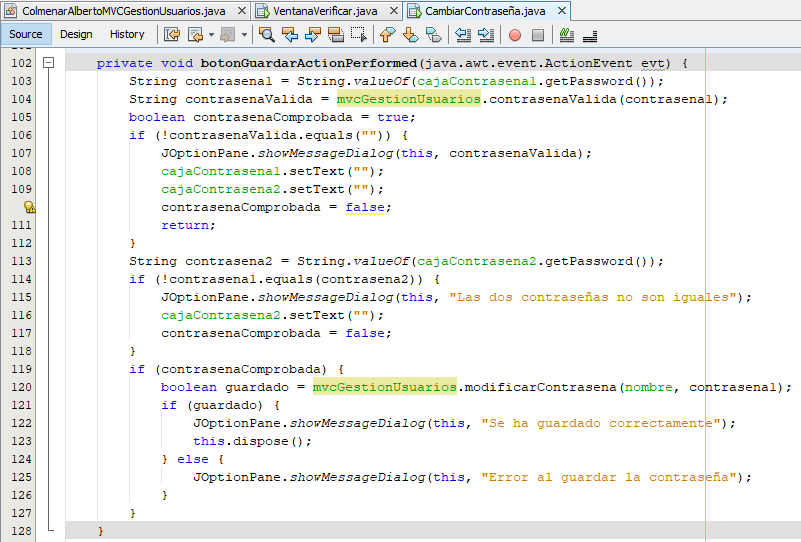 ColmenarAlbertoMVCGestionUsuarios.java VentanaVerificar.java CambiarContraseña.java
Source Design History
102 private void botonGuardarActionPerformed(java.awt.event.ActionEvent evt) {
103 String contrasena1 = String.valueOf(cajaContrasena1.getPassword());
104 String contrasenaValida = mvcGestionUsuarios.contrasenaValida(contrasena1);
105 boolean contrasenaComprobada = true;
106 if (!contrasenaValida.equals("")) {
107 JOptionPane.showMessageDialog(this, contrasenaValida);
108 cajaContrasena1.setText("");
109 cajaContrasena2.setText("");
contrasenaComprobada = false;
111 return;
112 }
113 String contrasena2 = String.valueOf(cajaContrasena2.getPassword());
114 if (!contrasena1.equals(contrasena2)) {
115 JOptionPane.showMessageDialog(this, "Las dos contraseñas no son iguales");
116 cajaContrasena2.setText("");
117 contrasenaComprobada = false;
118 }
119 if (contrasenaComprobada) {
120 boolean guardado = mvcGestionUsuarios.modificarContrasena(nombre, contrasena1);
121 if (guardado) {
122 JOptionPane.showMessageDialog(this, "Se ha guardado correctamente");
123 this.dispose();
124 } else {
125 JOptionPane.showMessageDialog(this, "Error al guardar la contraseña");
126 }
127 }
128 }